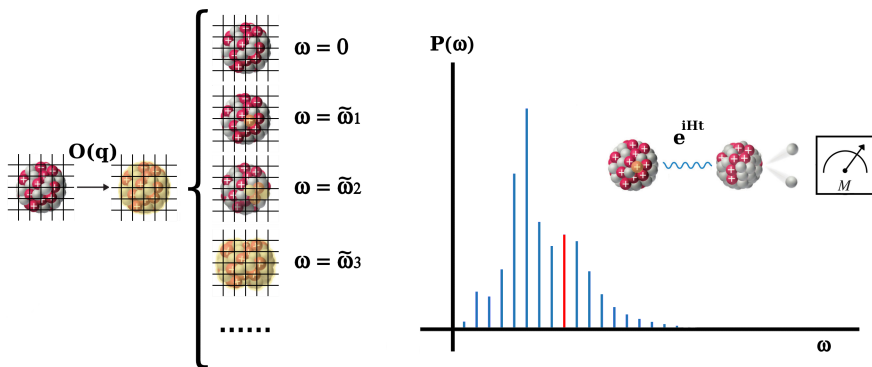 O(q)
ω = 0
ω = ω̃1
ω = ω̃2
ω = ω̃3
......
P(ω)
e^iHt
M
ω